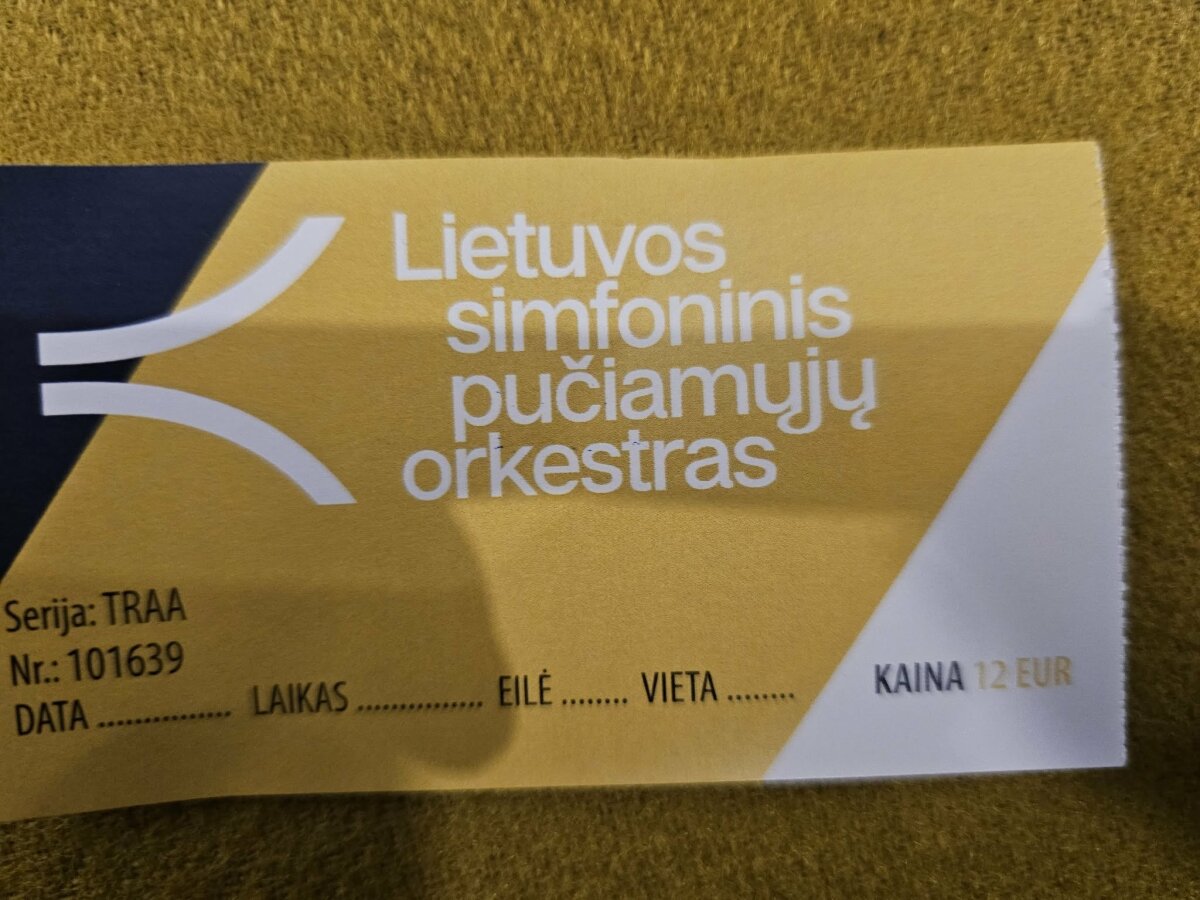 Lietuvos
simfoninis
pučiamųjų
orkestras
Serija: TRAA
Nr.: 101639
DATA ............... LAIKAS .............. EILĖ ........ VIETA ........ KAINA 12 EUR